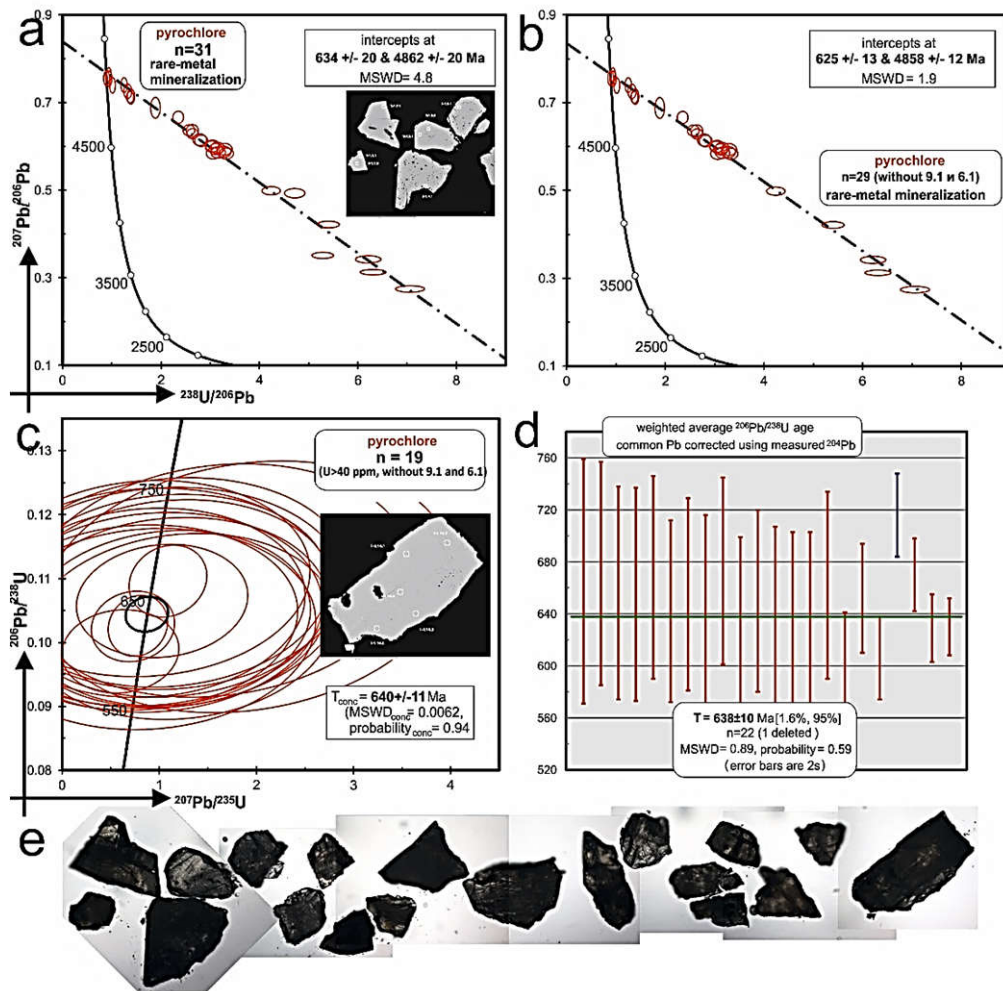 a
pyrochlore
n=31
rare-metal
mineralization
intercepts at
634 +/- 20 & 4862 +/- 20 Ma
MSWD= 4.8
0.9
0.7
0.5
0.3
0.1
4500
3500
2500
0 2 4 6 8
²⁰⁷Pb/²⁰⁶Pb
²³⁸U/²⁰⁶Pb
b
intercepts at
625 +/- 13 & 4858 +/- 12 Ma
MSWD= 1.9
pyrochlore
n=29 (without 9.1 и 6.1)
rare-metal mineralization
0.9
0.7
0.5
0.3
0.1
4500
3500
2500
0 2 4 6 8
c
pyrochlore
n = 19
(U>40 ppm, without 9.1 and 6.1)
0.13
0.12
0.11
0.10
0.09
0.08
750
650
550
T conc = 640+/-11 Ma
(MSWD conc = 0.0062,
probability conc = 0.94
0 1 2 3 4
²⁰⁶Pb/²³⁸U
²⁰⁷Pb/²³⁵U
d
weighted average ²⁰⁶Pb/²³⁸U age
common Pb corrected using measured ²⁰⁴Pb
760
720
680
640
600
560
520
T = 638±10 Ma[1.6%, 95%]
n=22 (1 deleted )
MSWD = 0.89, probability = 0.59
(error bars are 2s)
e